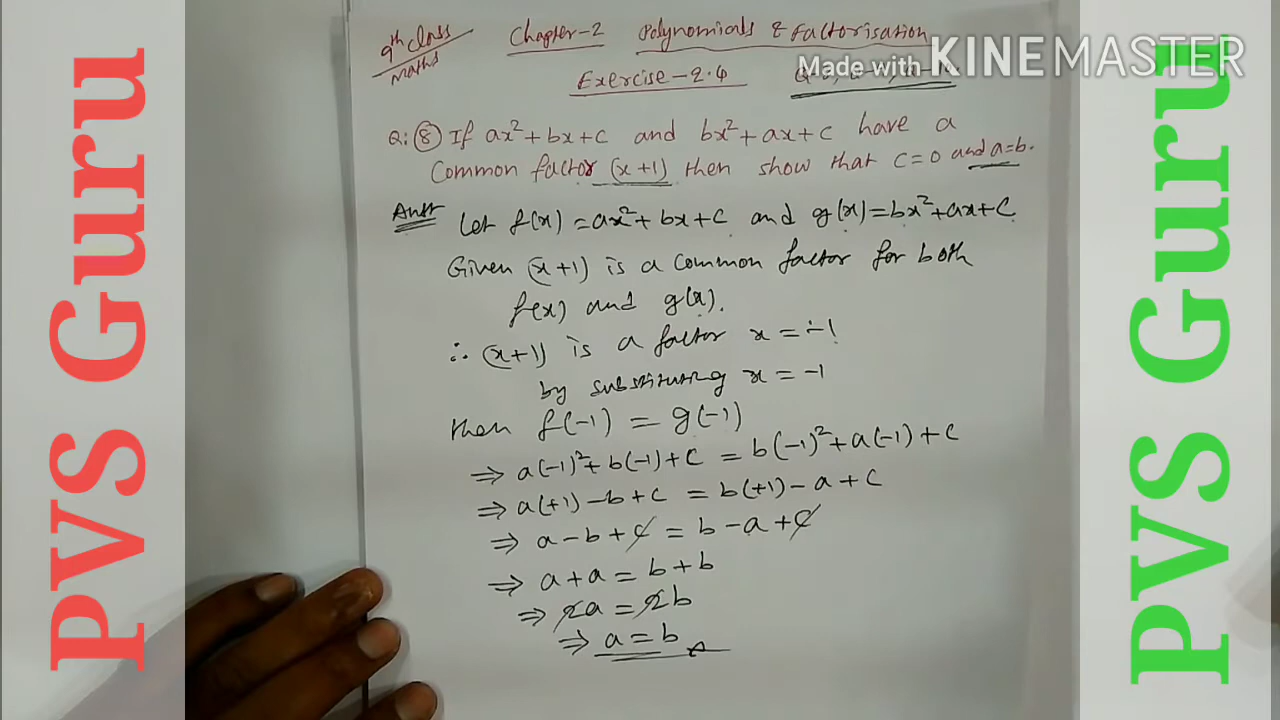 PVS Guru
9th class
Maths
Chapter-2 Polynomials & Factorisation
Made with KINEMASTER
Exercise-2.4
Q: ⑧ If ax²+bx+c and bx²+ax+c have a
Common factor (x+1) then show that c=0 and a=b.
Ans:
Let f(x)=ax²+bx+c and g(x)=bx²+ax+c
Given (x+1) is a common factor for both
f(x) and g(x).
∴ (x+1) is a factor x=-1
by substituting x=-1
then f(-1) = g(-1)
⇒ a(-1)²+b(-1)+c = b(-1)²+a(-1)+c
⇒ a(+1)-b+c = b(+1)-a+c
⇒ a-b+c = b-a+c
⇒ a+a = b+b
⇒ 2a = 2b
⇒ a=b
PVS Guru